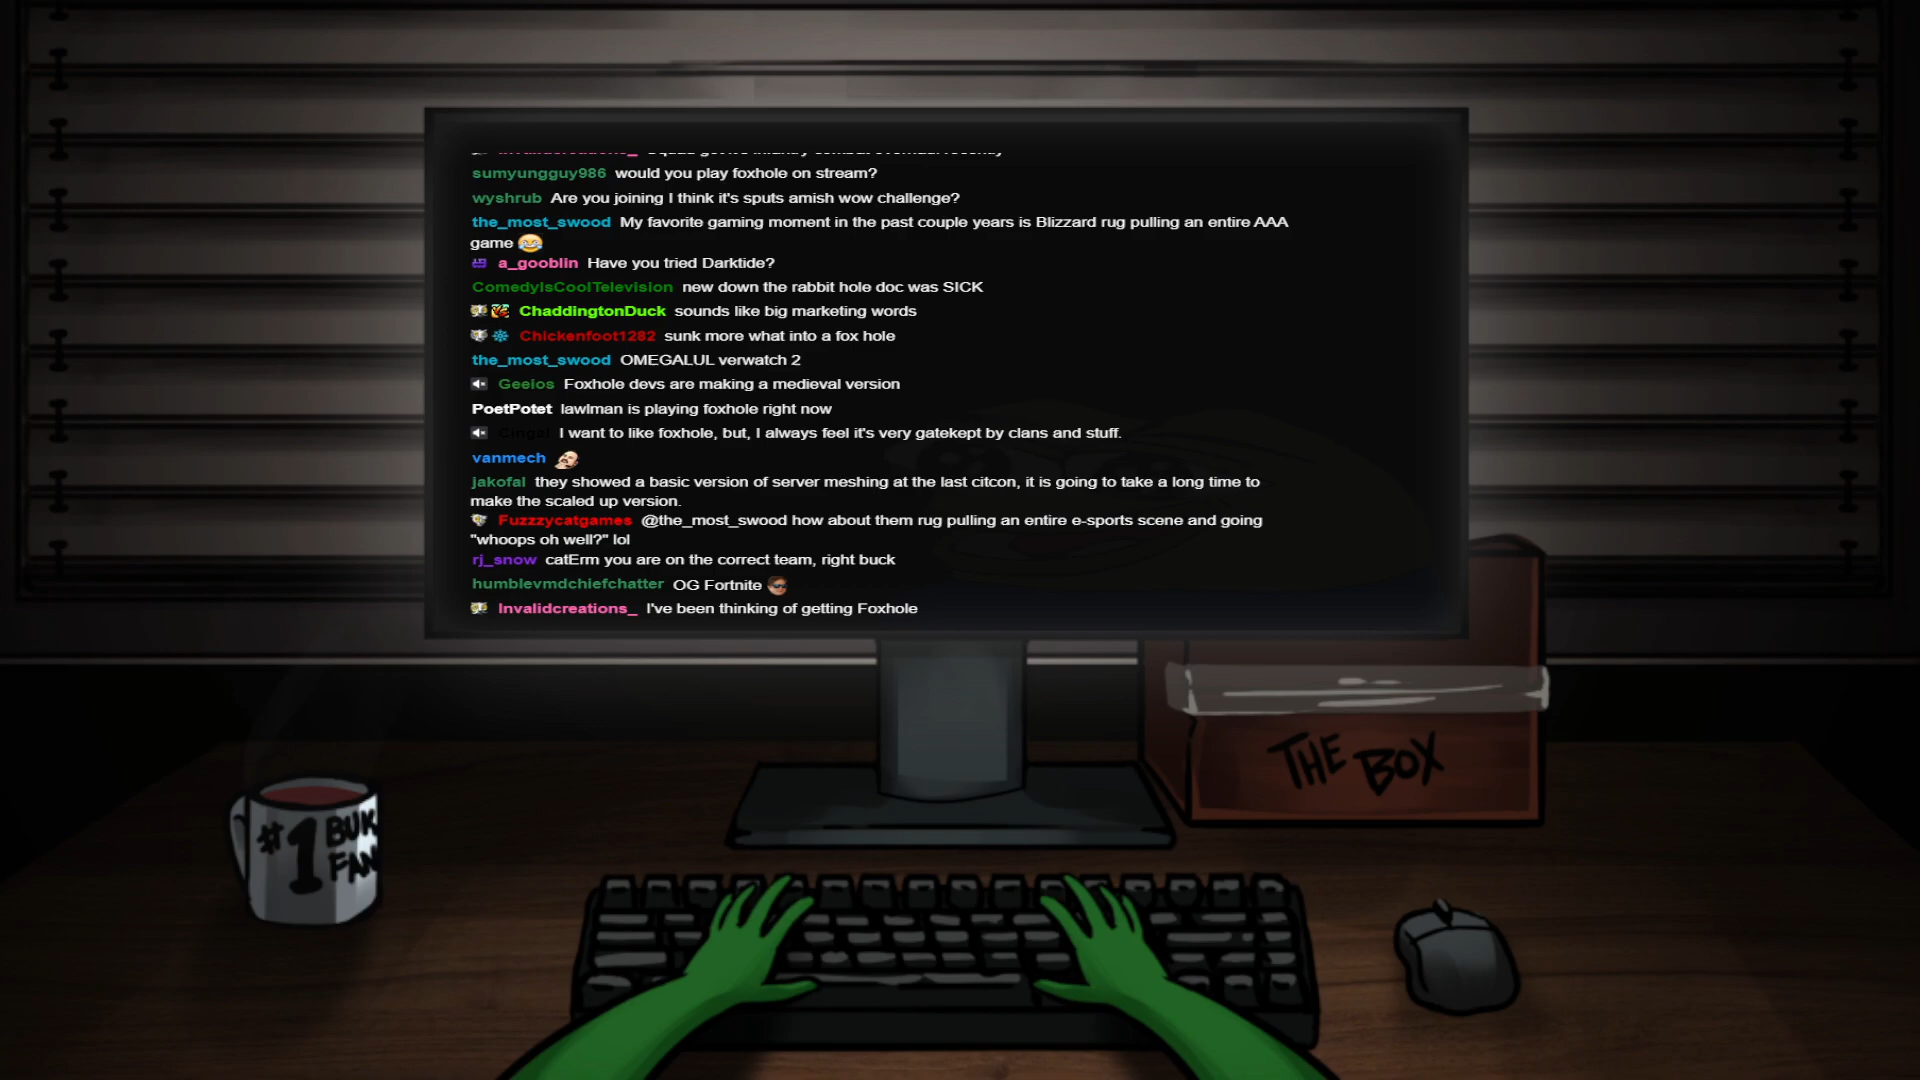 sumyungguy986 would you play foxhole on stream?
wyshrub Are you joining I think it's sputs amish wow challenge?
the_most_swood My favorite gaming moment in the past couple years is Blizzard rug pulling an entire AAA
game 😂
a_gooblin Have you tried Darktide?
ComedyIsCoolTelevision new down the rabbit hole doc was SICK
ChaddingtonDuck sounds like big marketing words
Chickenfoot1282 sunk more what into a fox hole
the_most_swood OMEGALUL verwatch 2
Geelos Foxhole devs are making a medieval version
PoetPotet lawlman is playing foxhole right now
I want to like foxhole, but, I always feel it's very gatekept by clans and stuff.
vanmech
jakofal they showed a basic version of server meshing at the last citcon, it is going to take a long time to
make the scaled up version.
Fuzzzycatgames @the_most_swood how about them rug pulling an entire e-sports scene and going
"whoops oh well?" lol
rj_snow catErm you are on the correct team, right buck
humblevmdchiefchatter OG Fortnite
Invalidcreations_ I've been thinking of getting Foxhole
THE BOX
#1 BUK
FAN